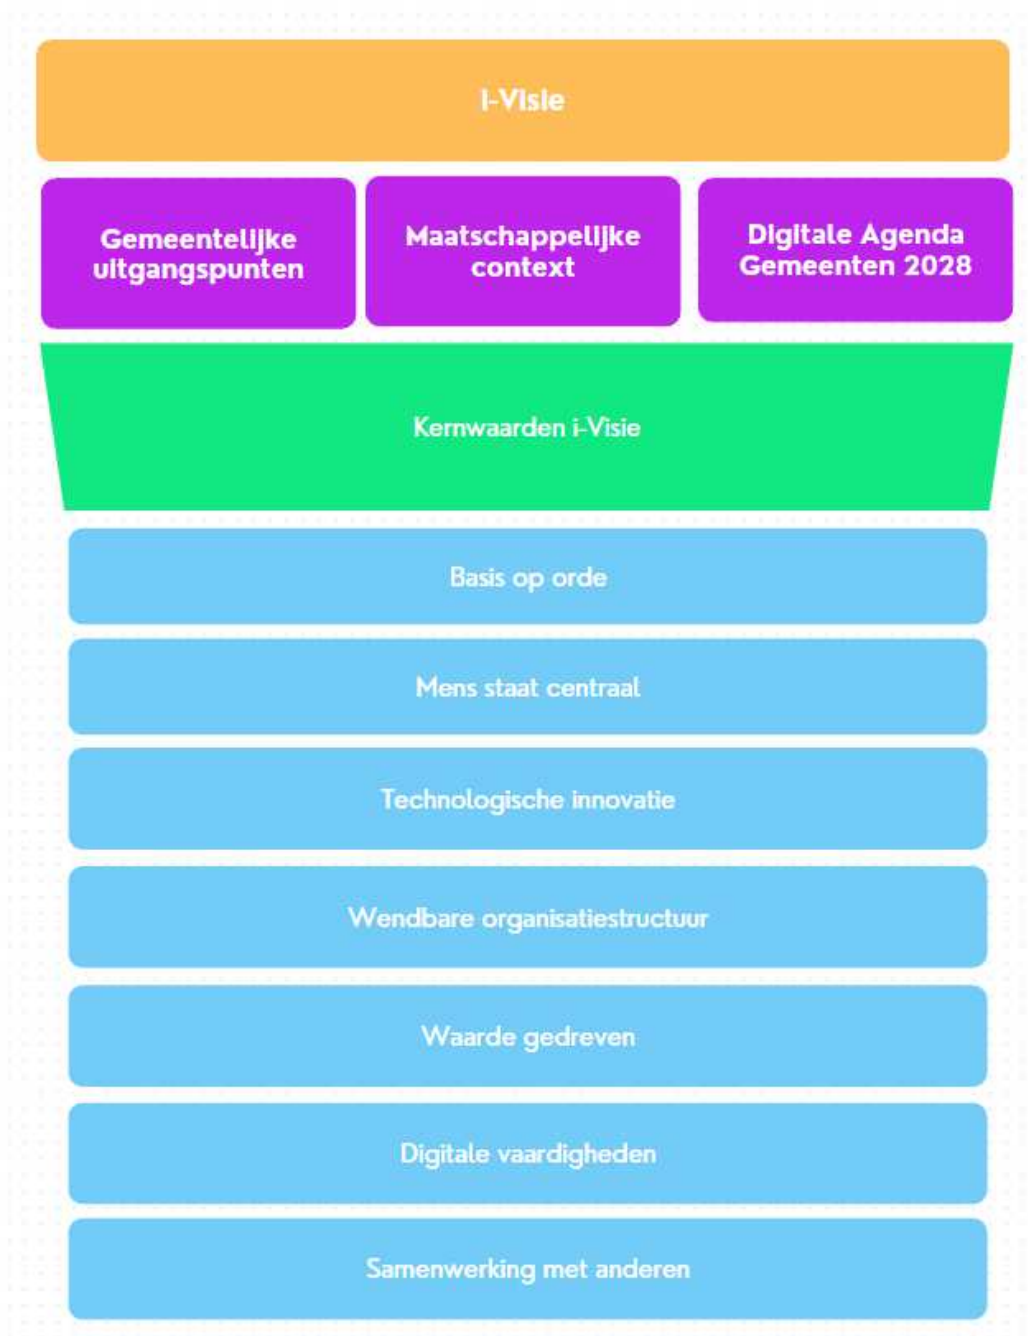 i-Visie
Gemeentelijke
uitgangspunten
Maatschappelijke
context
Digitale Agenda
Gemeenten 2028
Kernwaarden i-Visie
Basis op orde
Mens staat centraal
Technologische innovatie
Wendbare organisatiestructuur
Waarde gedreven
Digitale vaardigheden
Samenwerking met anderen